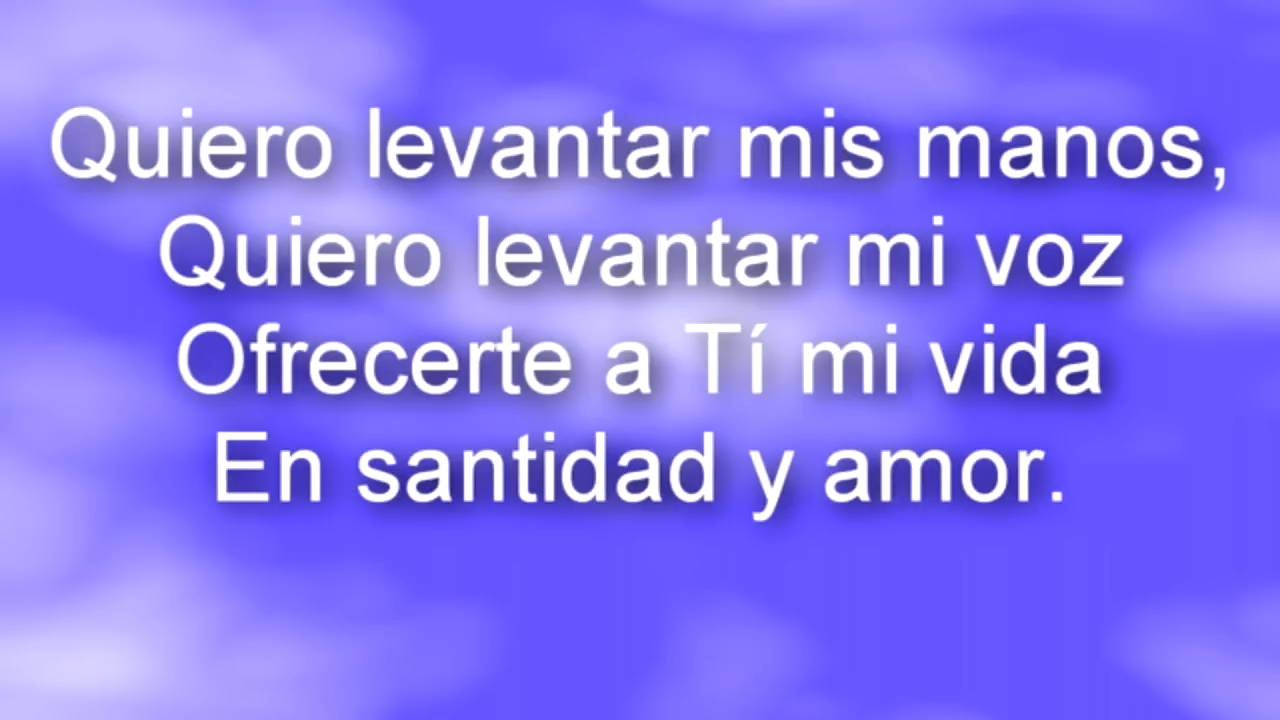 Quiero levantar mis manos,
Quiero levantar mi voz
Ofrecerte a Tí mi vida
En santidad y amor.